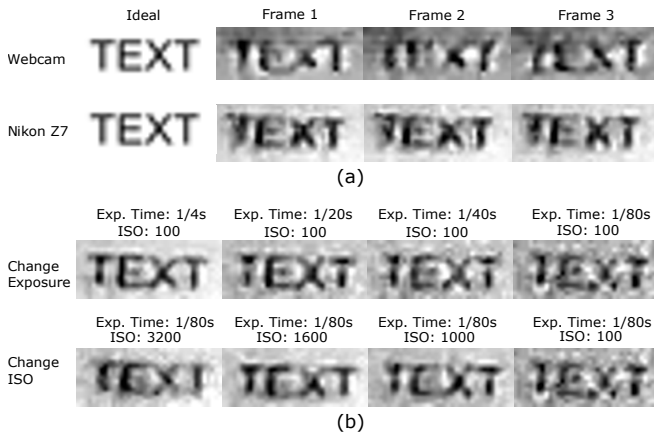 Ideal Frame 1 Frame 2 Frame 3
Webcam TEXT TEXT TEXT TEXT
Nikon Z7 TEXT TEXT TEXT TEXT
(a)
Exp. Time: 1/4s Exp. Time: 1/20s Exp. Time: 1/40s Exp. Time: 1/80s
ISO: 100 ISO: 100 ISO: 100 ISO: 100
Change
Exposure TEXT TEXT TEXT TEXT
Exp. Time: 1/80s Exp. Time: 1/80s Exp. Time: 1/80s Exp. Time: 1/80s
ISO: 3200 ISO: 1600 ISO: 1000 ISO: 100
Change
ISO TEXT TEXT TEXT TEXT
(b)